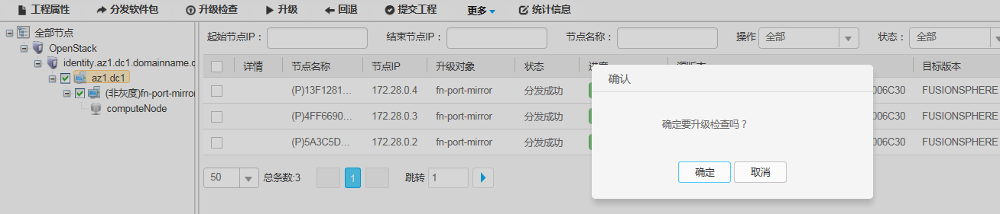 工程属性 分发软件包 升级检查 升级 回退 提交工程 更多 统计信息
全部节点
OpenStack
identity.az1.dc1.domainname.c
az1.dc1
(非灰度)fn-port-mirror
computeNode
起始节点IP： 结束节点IP： 节点名称： 操作 全部 状态： 全部
详情 节点名称 节点IP 升级对象 状态 进度 源版本 目标版本
(P)13F1281... 172.28.0.4 fn-port-mirror 分发成功 006C30 FUSIONSPHERE
(P)4FF6690... 172.28.0.3 fn-port-mirror 分发成功 006C30 FUSIONSPHERE
(P)5A3C5D... 172.28.0.2 fn-port-mirror 分发成功 006C30 FUSIONSPHERE
50 总条数:3 1 跳转 1
确认
确定要升级检查吗？
确定 取消